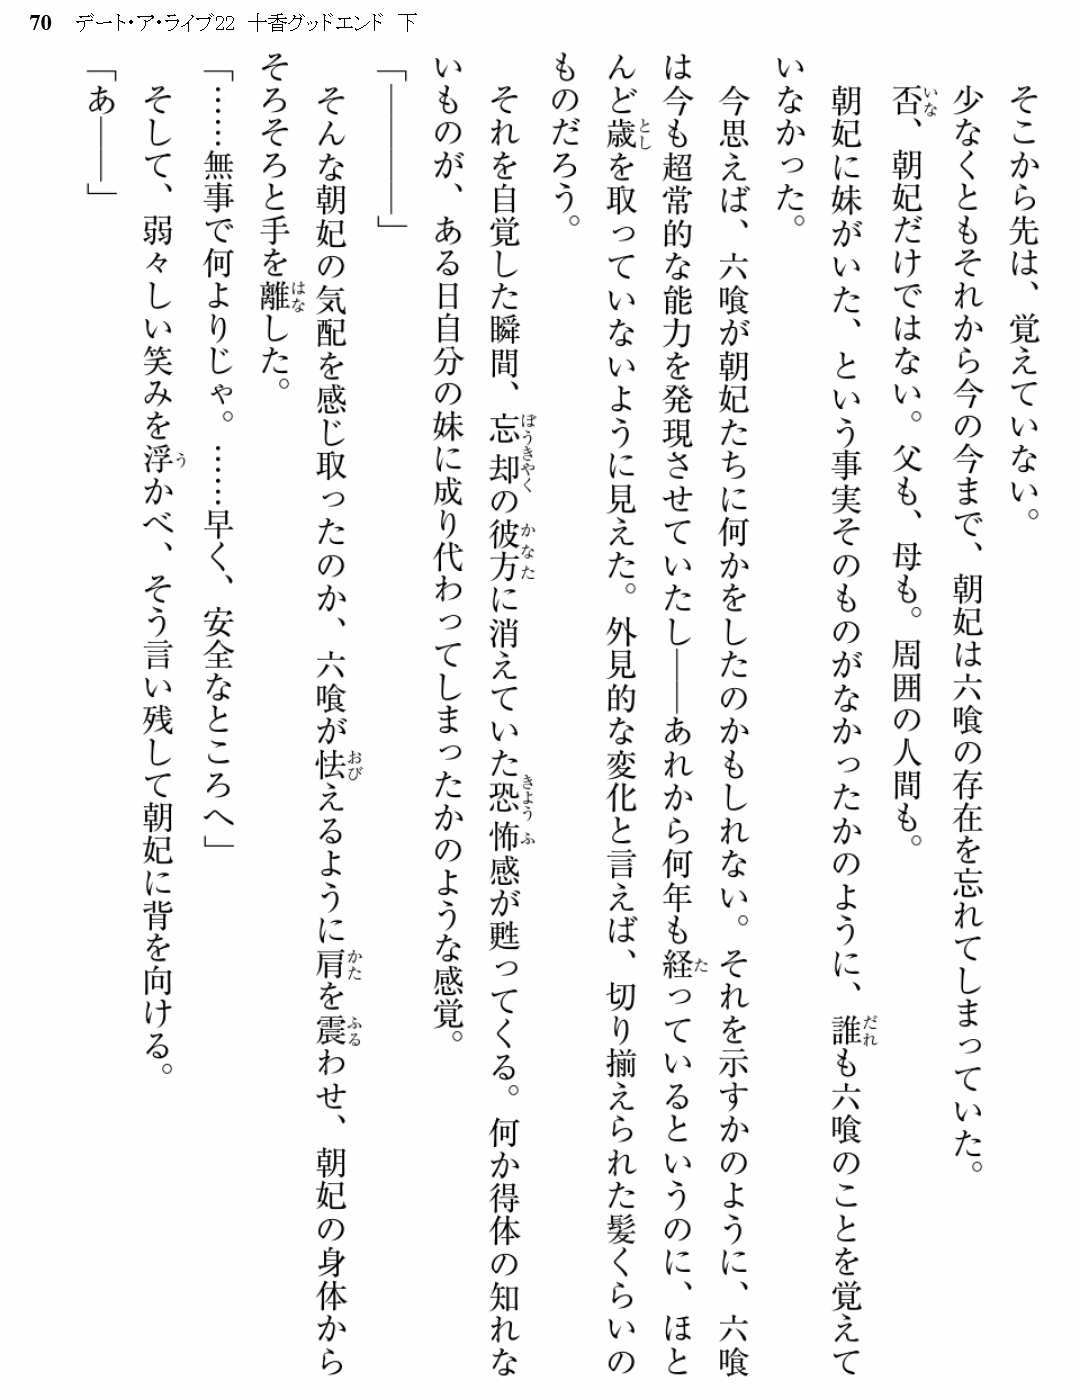 70 デート・ア・ライブ22 十香グッドエンド 下
そこから先は、覚えていない。
少なくともそれから今の今まで、朝妃は六喰の存在を忘れてしまっていた。
否、朝妃だけではない。父も、母も。周囲の人間も。
朝妃に妹がいた、という事実そのものがなかったかのように、誰も六喰のことを覚えて
いなかった。
今思えば、六喰が朝妃たちに何かをしたのかもしれない。それを示すかのように、六喰
は今も超常的な能力を発現させていたし――あれから何年も経っているというのに、ほと
んど歳を取っていないように見えた。外見的な変化と言えば、切り揃えられた髪くらいの
ものだろう。
それを自覚した瞬間、忘却の彼方に消えていた恐怖感が甦ってくる。何か得体の知れな
いものが、ある日自分の妹に成り代わってしまったかのような感覚。
「――――」
そんな朝妃の気配を感じ取ったのか、六喰が怯えるように肩を震わせ、朝妃の身体から
そろそろと手を離した。
「……無事で何よりじゃ。……早く、安全なところへ」
そして、弱々しい笑みを浮かべ、そう言い残して朝妃に背を向ける。
「あ――」